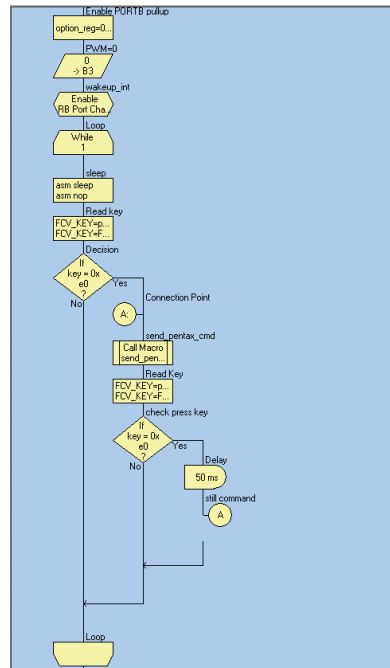 Enable PORTB pullup
option_reg=0...
PWM=0
0
-> B3
wakeup_int
Enable
RB Port Cha..
Loop
While
1
sleep
asm sleep
asm nop
Read key
FCV_KEY=p...
FCV_KEY=F...
Decision
If
key = 0x
e0
?
Yes
No
Connection Point
A:
send_pentax_cmd
Call Macro
send_pen...
Read Key
FCV_KEY=p...
FCV_KEY=F...
check press key
If
key = 0x
e0
?
Yes
No
Delay
50 ms
still command
A
Loop